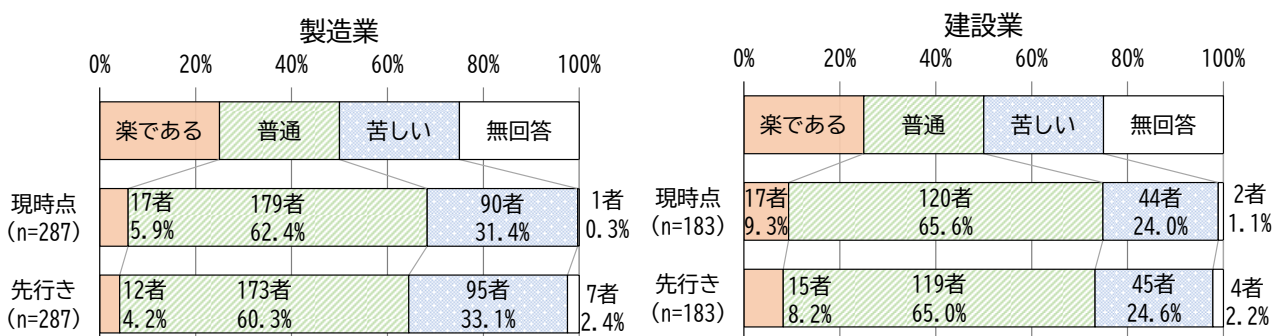 製造業
0% 20% 40% 60% 80% 100%
楽である 普通 苦しい 無回答
現時点
(n=287)
17者 179者 90者 1者
5.9% 62.4% 31.4% 0.3%
先行き
(n=287)
12者 173者 95者 7者
4.2% 60.3% 33.1% 2.4%
建設業
0% 20% 40% 60% 80% 100%
楽である 普通 苦しい 無回答
現時点
(n=183)
17者 120者 44者 2者
9.3% 65.6% 24.0% 1.1%
先行き
(n=183)
15者 119者 45者 4者
8.2% 65.0% 24.6% 2.2%